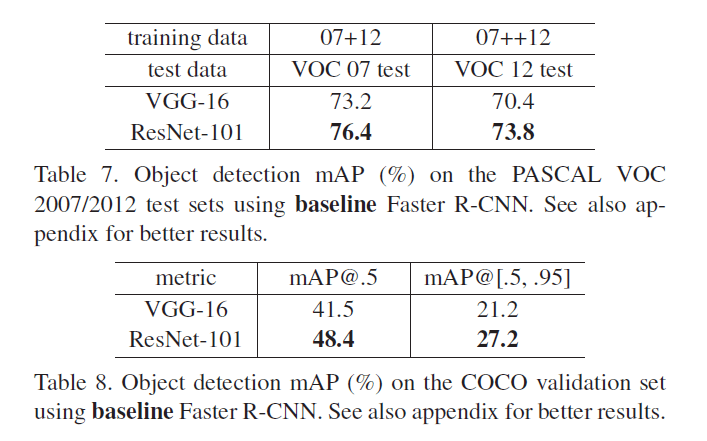 training data 07+12 07++12
test data VOC 07 test VOC 12 test
VGG-16 73.2 70.4
ResNet-101 76.4 73.8
Table 7. Object detection mAP (%) on the PASCAL VOC
2007/2012 test sets using baseline Faster R-CNN. See also ap-
pendix for better results.
metric mAP@.5 mAP@[.5, .95]
VGG-16 41.5 21.2
ResNet-101 48.4 27.2
Table 8. Object detection mAP (%) on the COCO validation set
using baseline Faster R-CNN. See also appendix for better results.